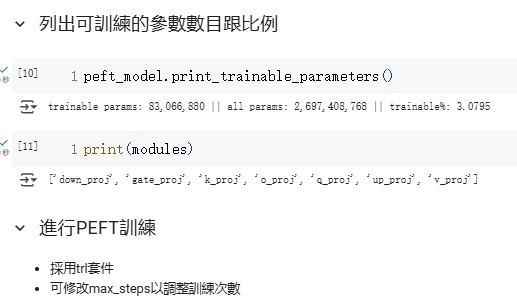 列出可訓練的參數數目跟比例
[10]
1 peft_model.print_trainable_parameters()
trainable params: 83,066,880 || all params: 2,697,408,768 || trainable%: 3.0795
[11]
1 print(modules)
['down_proj', 'gate_proj', 'k_proj', 'o_proj', 'q_proj', 'up_proj', 'v_proj']
進行PEFT訓練
採用trl套件
可修改max_steps以調整訓練次數